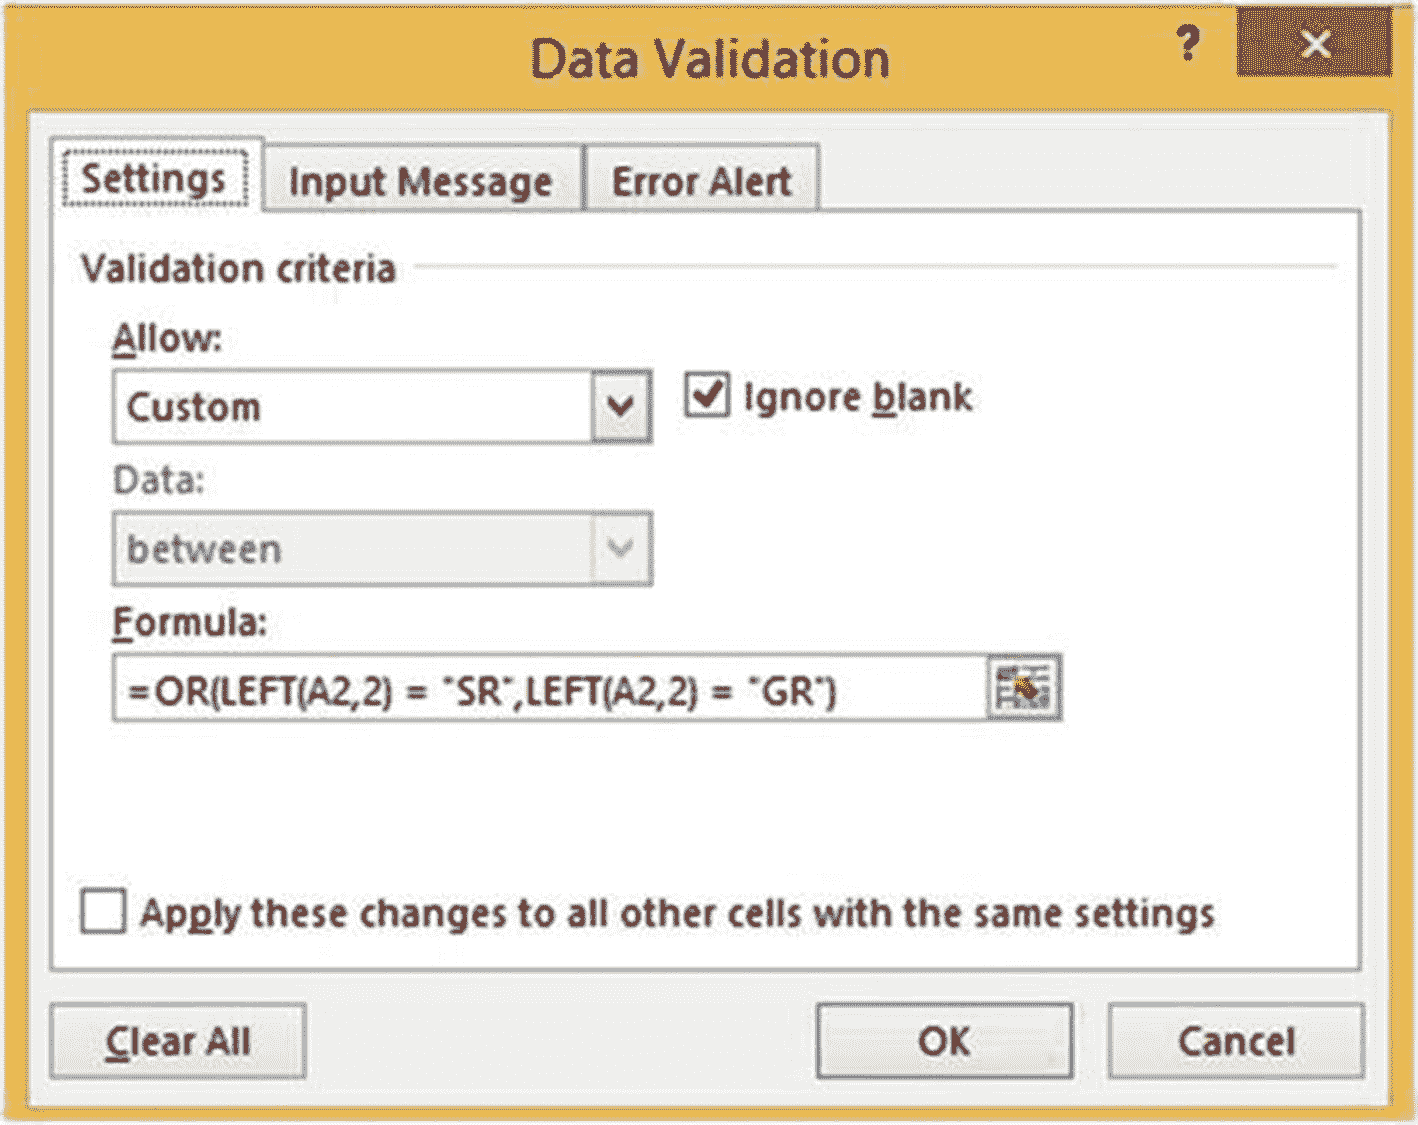 Data Validation ?
Settings Input Message Error Alert
Validation criteria
Allow:
Custom Ignore blank
Data:
between
Formula:
=OR(LEFT(A2,2) = "SR",LEFT(A2,2) = "GR")
Apply these changes to all other cells with the same settings
Clear All OK Cancel